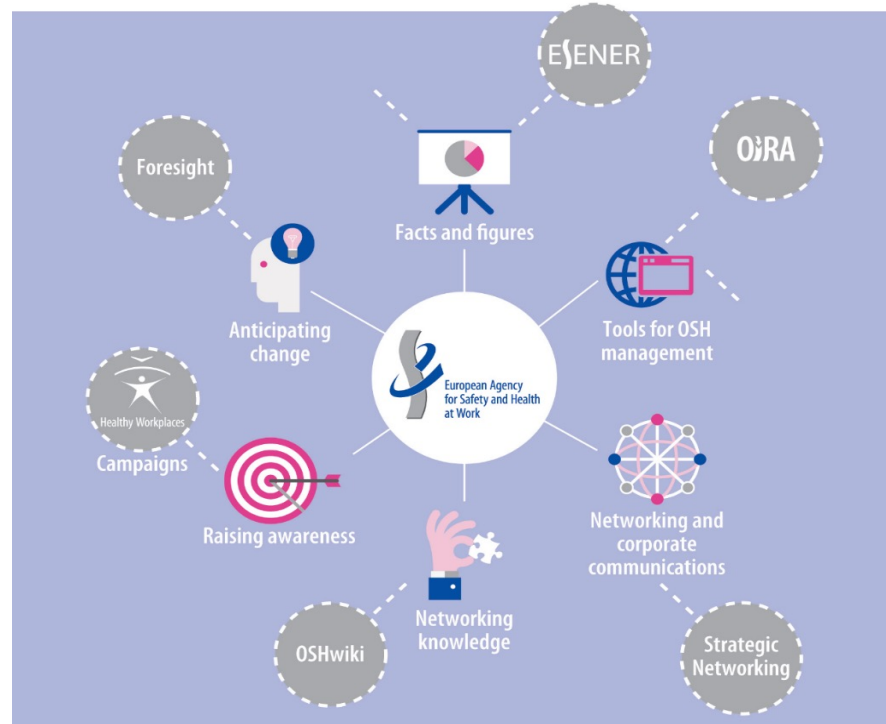 ESENER
OiRA
Foresight
Facts and figures
Anticipating
change
Tools for OSH
management
European Agency
for Safety and Health
at Work
Healthy Workplaces
Campaigns
Raising awareness
Networking and
corporate
communications
Networking
knowledge
OSHwiki
Strategic
Networking